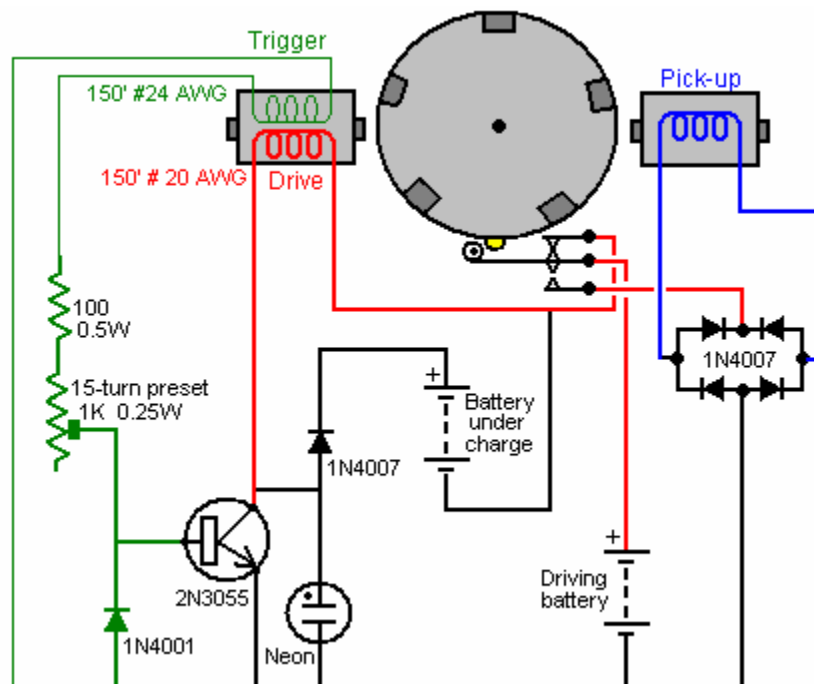 Trigger
150' #24 AWG
Pick-up
150' # 20 AWG
Drive
100
0.5W
15-turn preset
1K 0.25W
1N4007
+
Battery
under
charge
1N4007
2N3055
1N4001
Neon
+
Driving
battery